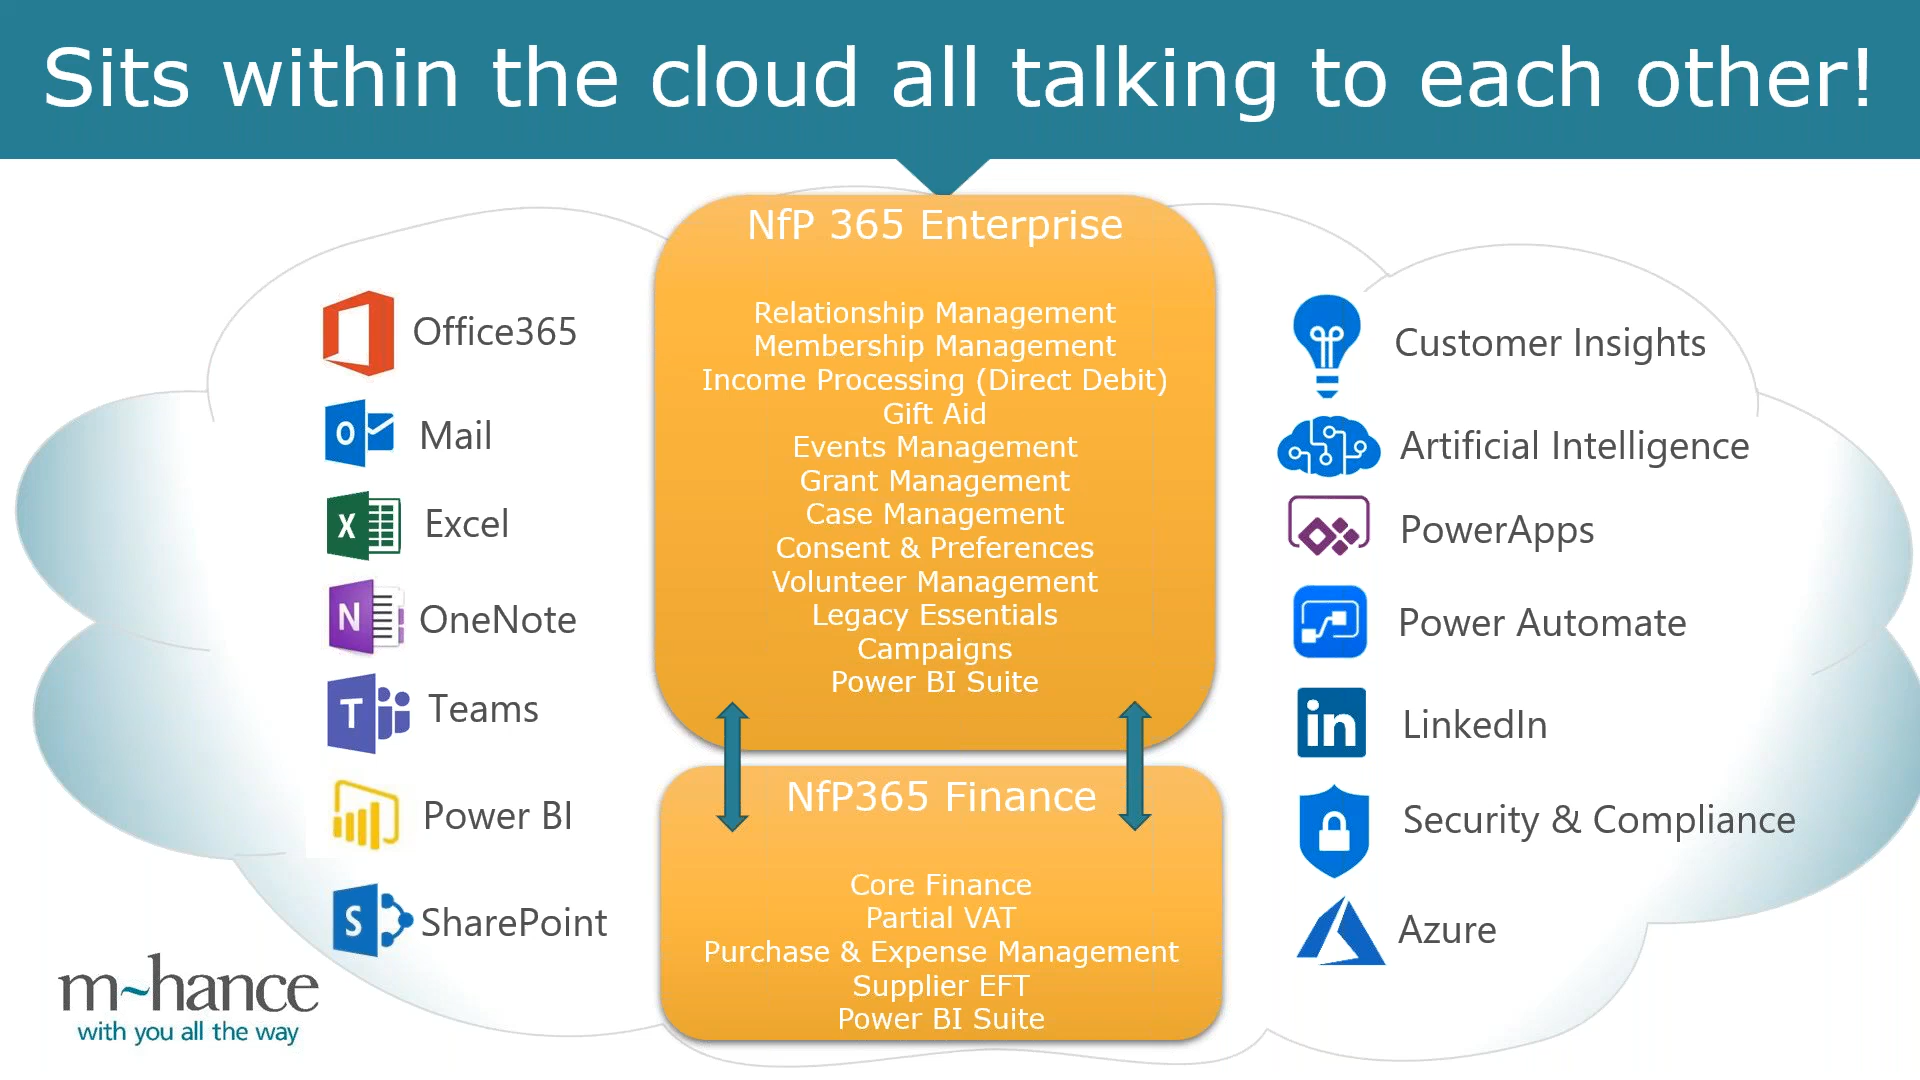 Sits within the cloud all talking to each other!
Office365
Mail
Excel
OneNote
Teams
Power BI
SharePoint
NfP 365 Enterprise
Relationship Management
Membership Management
Income Processing (Direct Debit)
Gift Aid
Events Management
Grant Management
Case Management
Consent & Preferences
Volunteer Management
Legacy Essentials
Campaigns
Power BI Suite
NfP365 Finance
Core Finance
Partial VAT
Purchase & Expense Management
Supplier EFT
Power BI Suite
Customer Insights
Artificial Intelligence
PowerApps
Power Automate
in
LinkedIn
Security & Compliance
Azure
m~hance
with you all the way